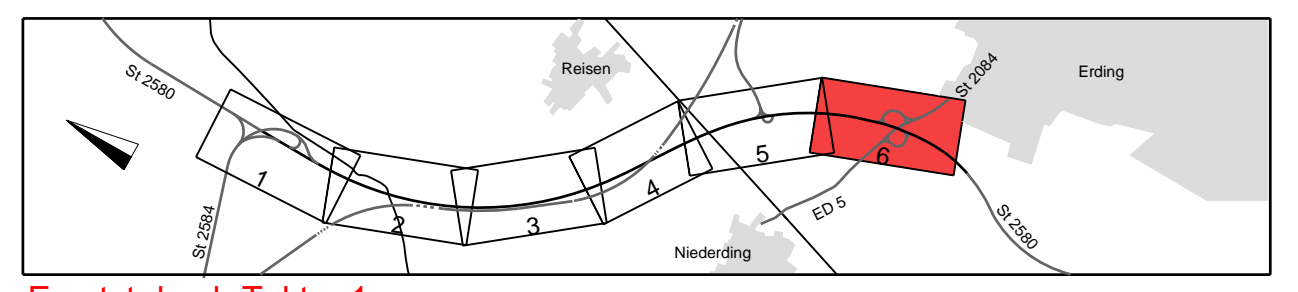 Reisen
Erding
St 2580
St 2084
1
2
3
4
5
6
St 2584
ED 5
St 2580
Niederding